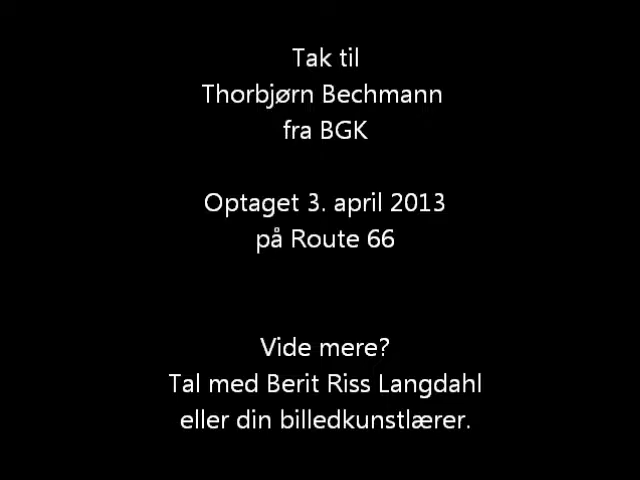 Tak til
Thorbjørn Bechmann
fra BGK
Optaget 3. april 2013
på Route 66
Vide mere?
Tal med Berit Riss Langdahl
eller din billedkunstlærer.